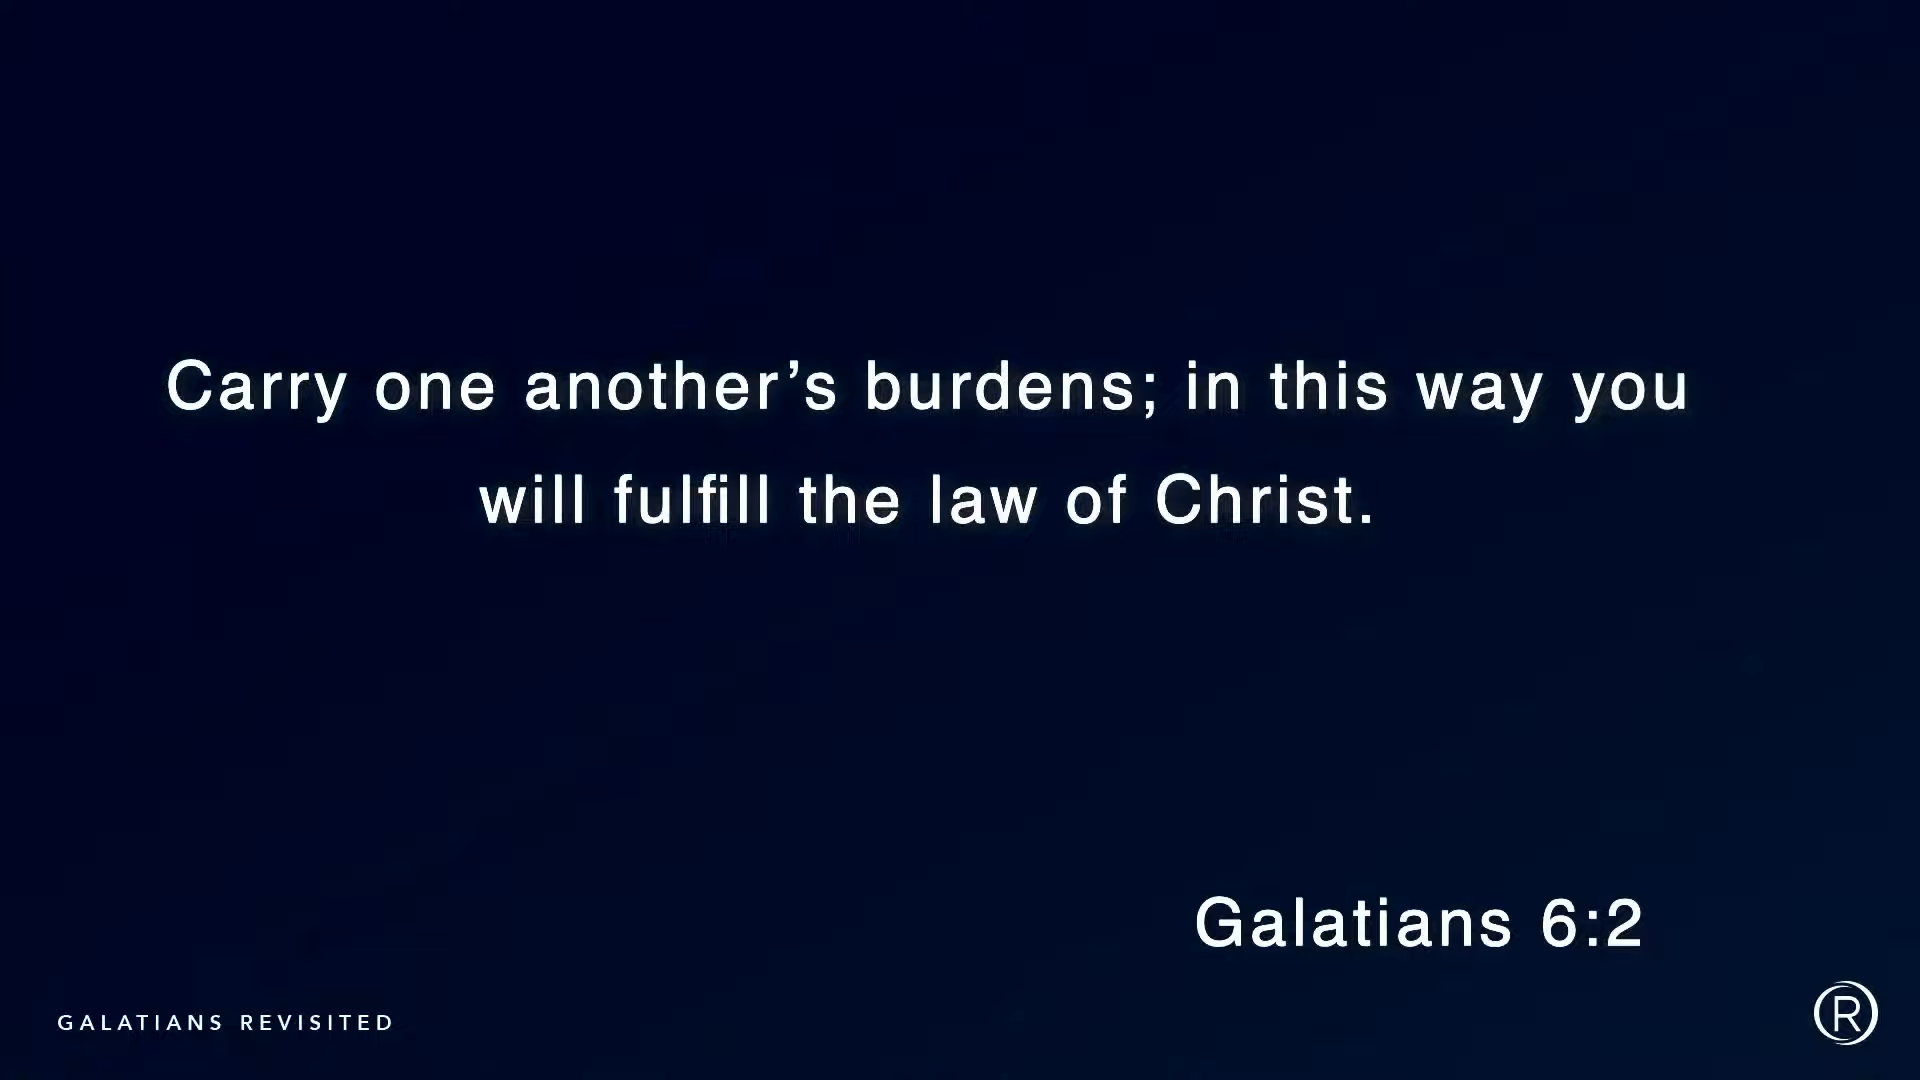 Carry one another’s burdens; in this way you
will fulfill the law of Christ.
Galatians 6:2
GALATIANS REVISITED
R